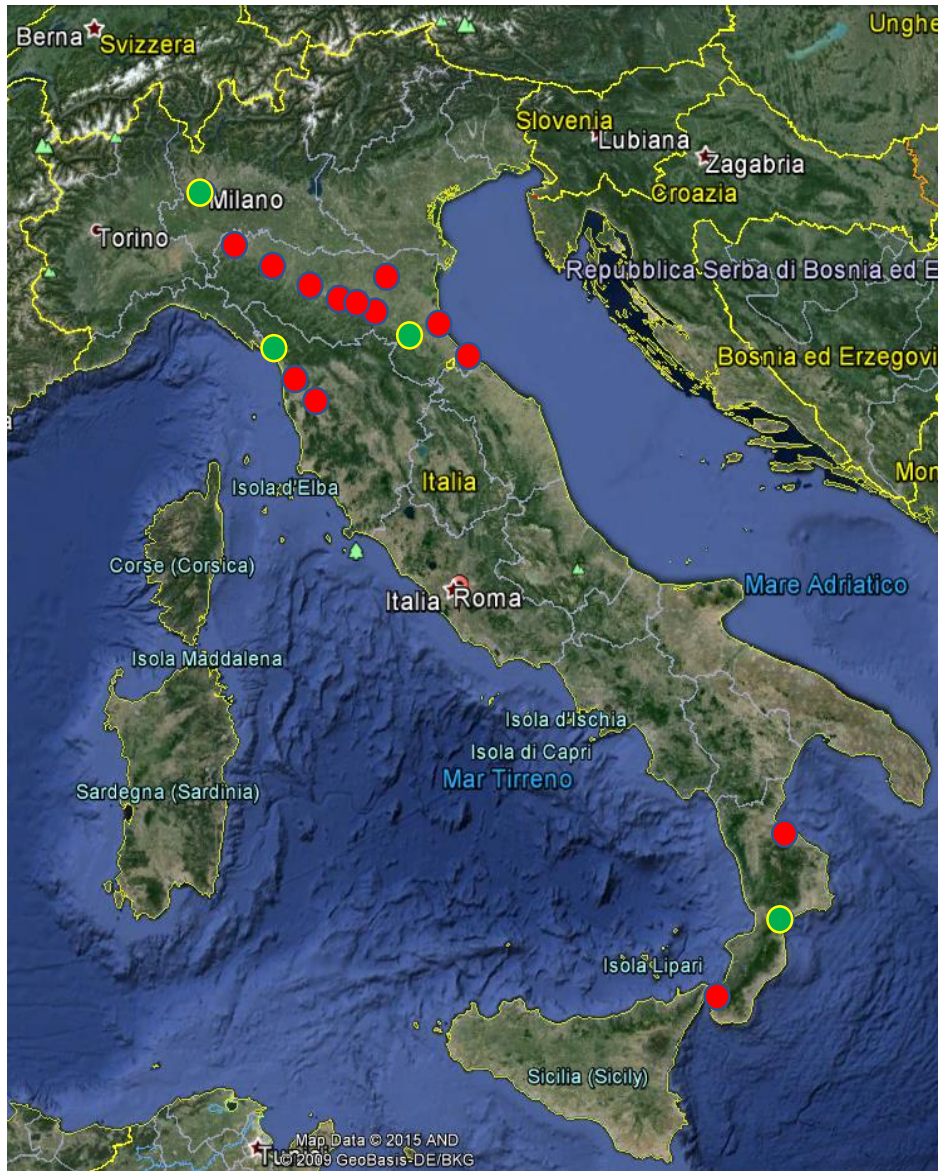 Berna
Svizzera
Unghe
Slovenia
Lubiana
Zagabria
Croazia
Milano
Torino
Repubblica Serba di Bosnia ed E
Bosnia ed Erzegovi
a
Mon
Isola d'Elba
Italia
Corse (Corsica)
Italia
Roma
Mare Adriatico
Isola Maddalena
Isola d'Ischia
Isola di Capri
Mar Tirreno
Sardegna (Sardinia)
Isola Lipari
Sicilia (Sicily)
Map Data © 2015 AND
© 2009 GeoBasis-DE/BKG